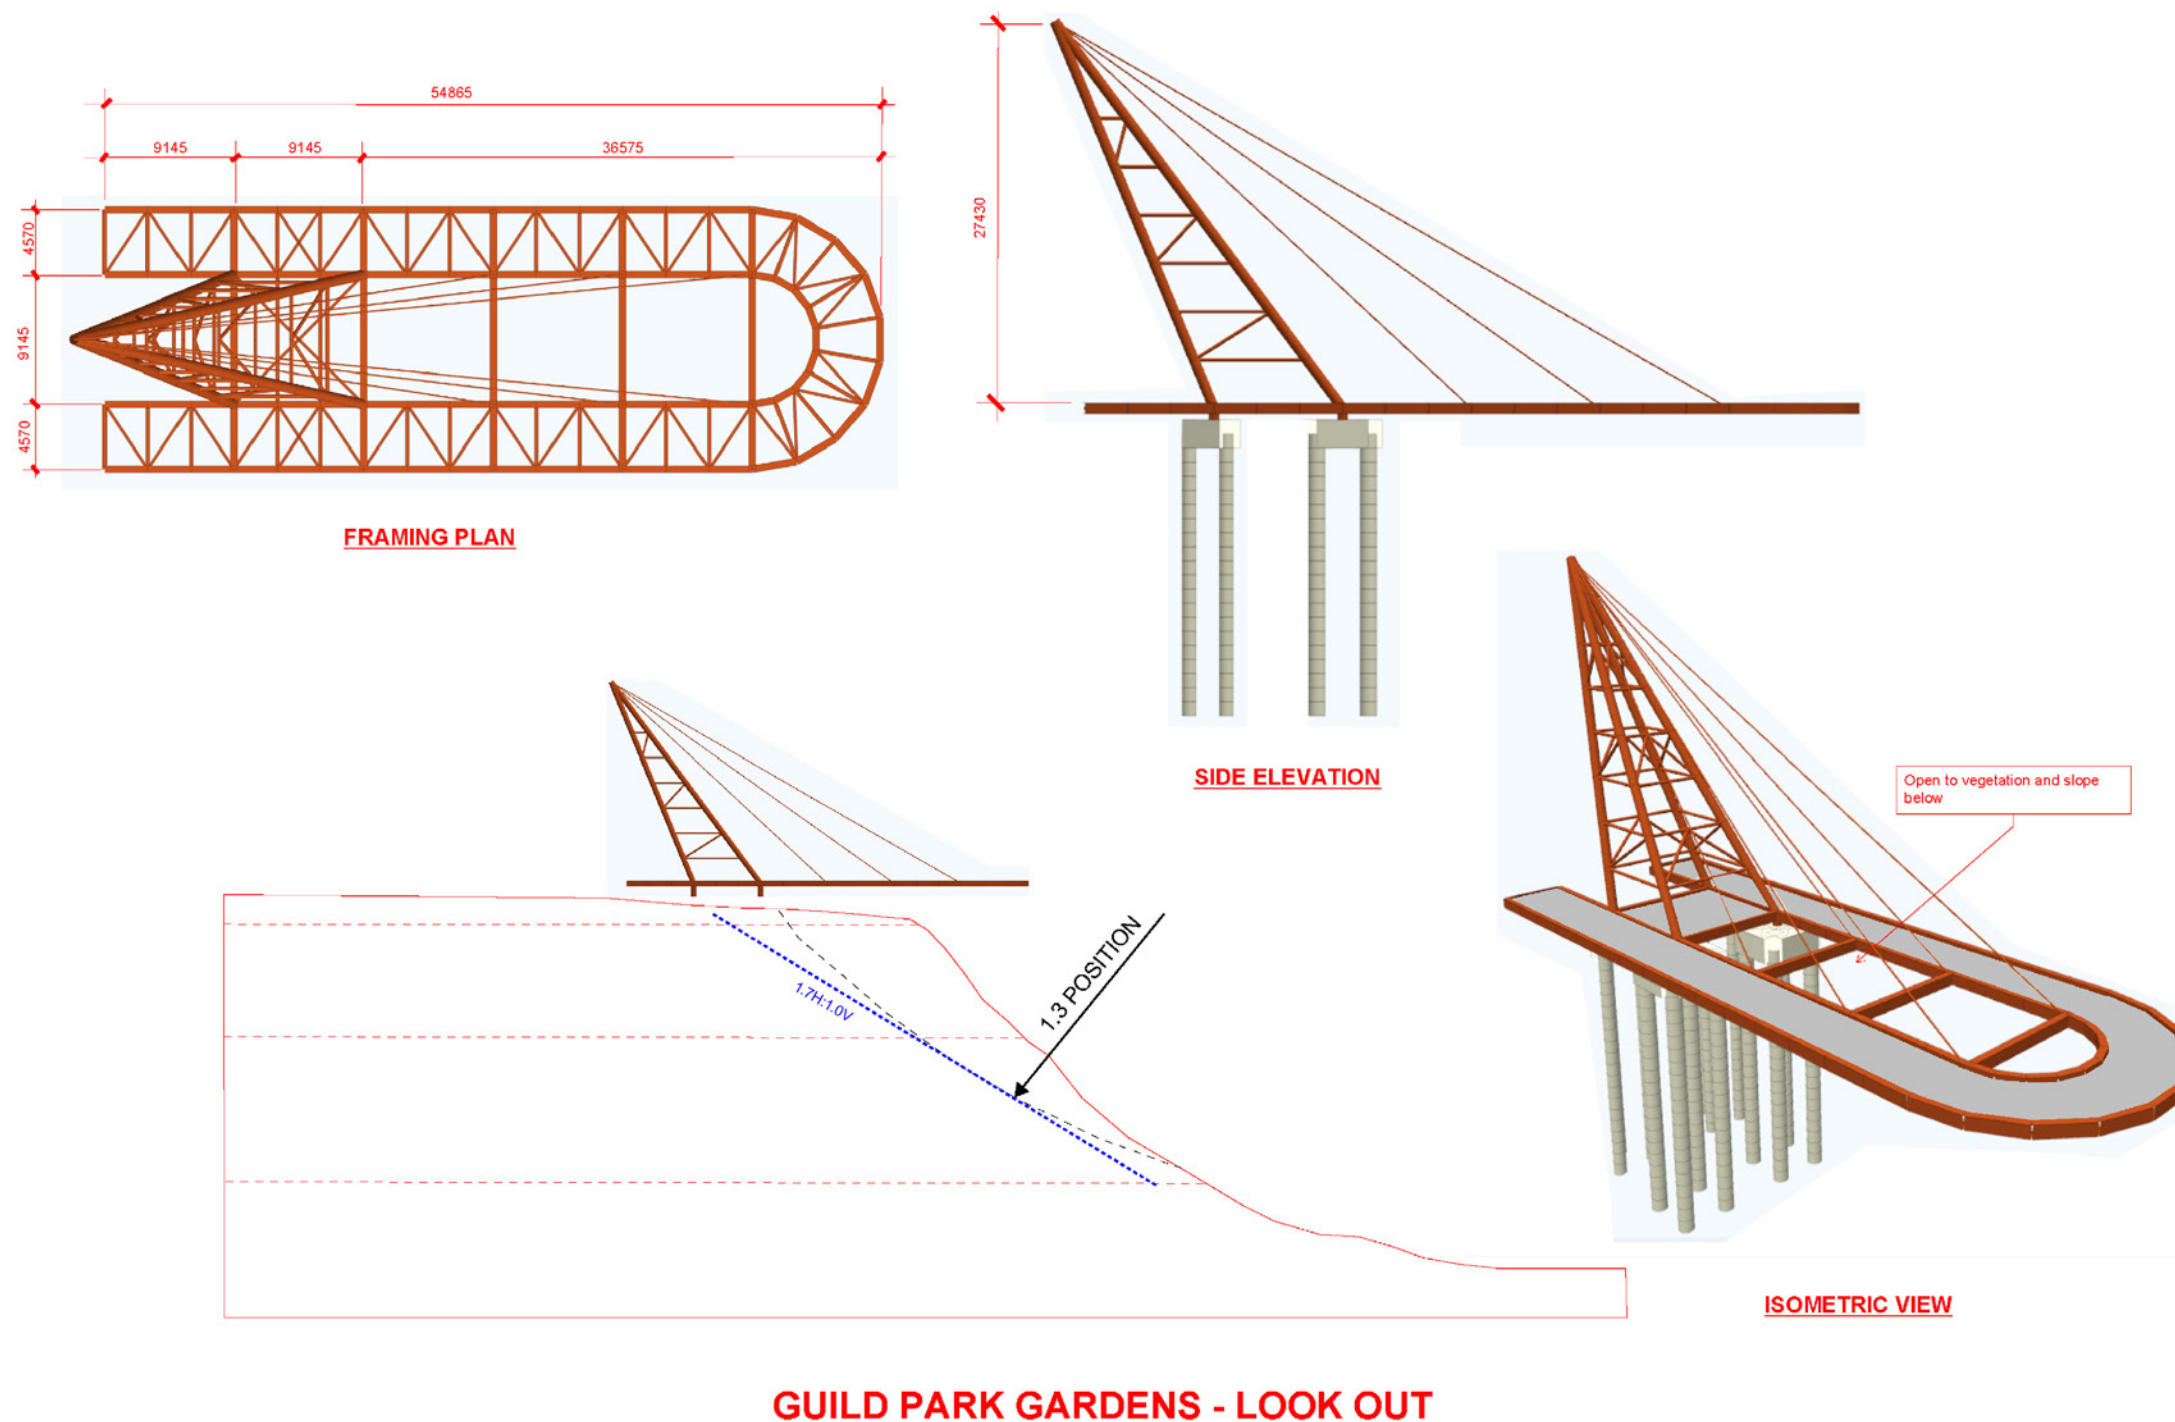 54865
9145
9145
36575
4570
9145
4570
FRAMING PLAN
27430
SIDE ELEVATION
Open to vegetation and slope
below
1.7H:1.0V
1.3 POSITION
ISOMETRIC VIEW
GUILD PARK GARDENS - LOOK OUT